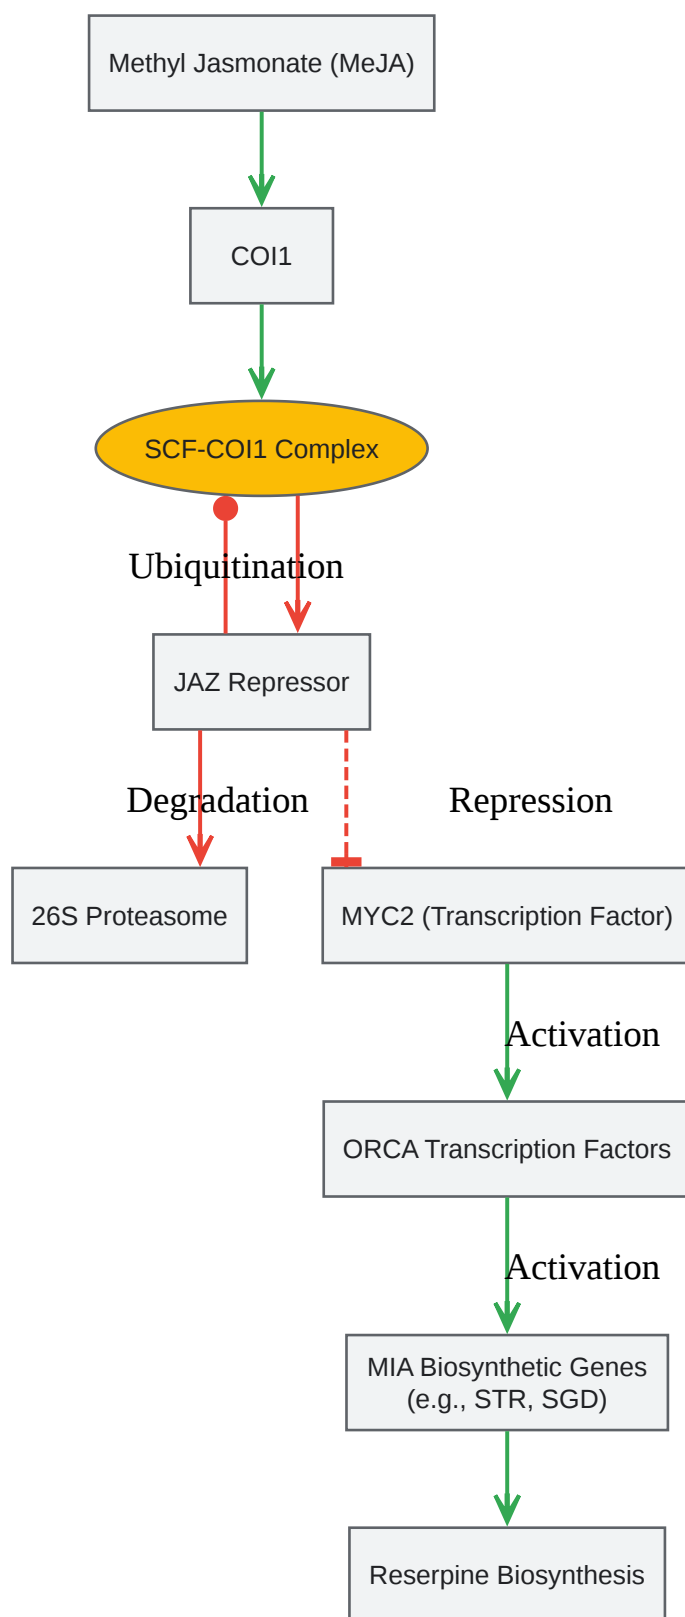 Methyl Jasmonate (MeJA)
COI1
SCF-COI1 Complex
Ubiquitination
JAZ Repressor
Degradation
Repression
26S Proteasome
MYC2 (Transcription Factor)
Activation
ORCA Transcription Factors
Activation
MIA Biosynthetic Genes
(e.g., STR, SGD)
Reserpine Biosynthesis